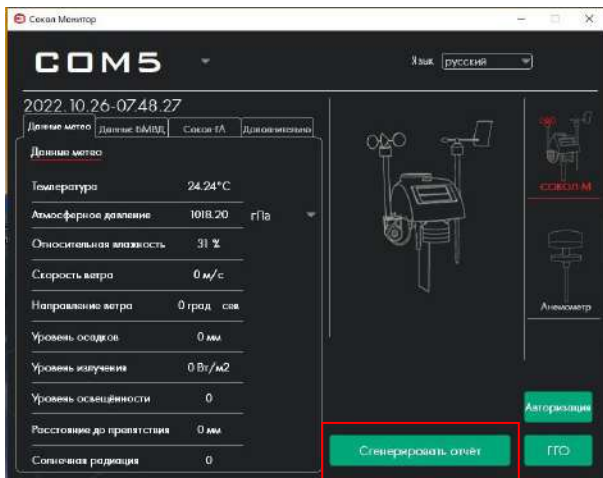 Сокол Монитор
COM5
Язык русский
2022.10.26-07.48.27
Данные метео Данные БМВД Сокол-1А Дополнительно
Данные метео
Температура 24.24°C
Атмосферное давление 1018.20 гПа
Относительная влажность 31 %
Скорость ветра 0 м/с
Направление ветра 0 град сев
Уровень осадков 0 мм
Уровень излучения 0 Вт/м2
Уровень освещённости 0
Расстояние до препятствия 0 мм
Солнечная радиация 0
СОКОЛ-М
Анемометр
Авторизация
Сгенерировать отчёт
ГГО